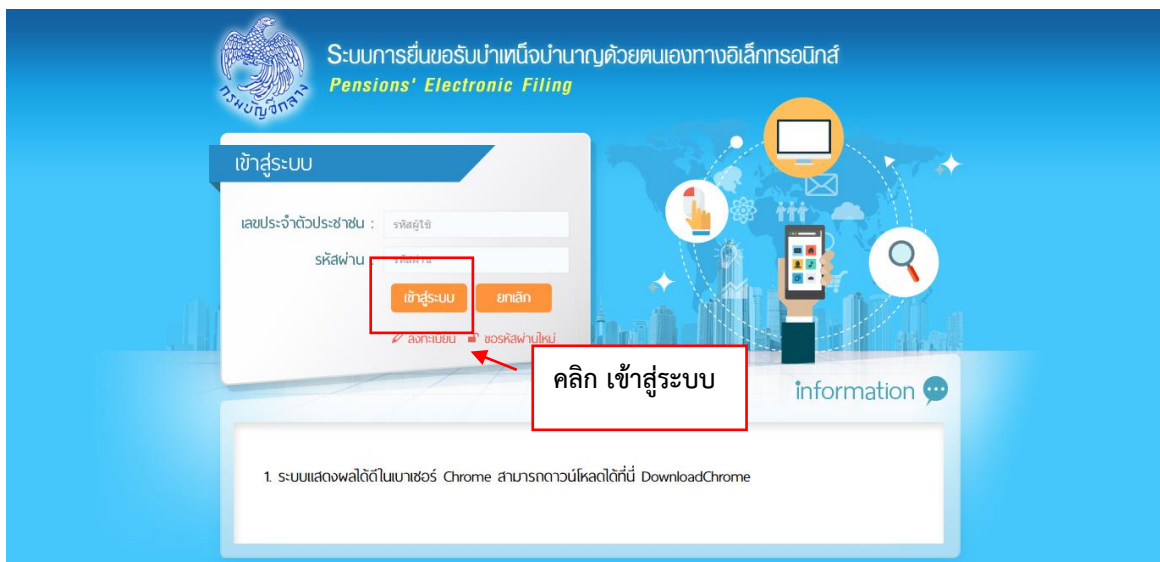 ระบบการยื่นขอรับบำเหน็จบำนาญด้วยตนเองทางอิเล็กทรอนิกส์
Pensions' Electronic Filing
กรมบัญชีกลาง
เข้าสู่ระบบ
เลขประจำตัวประชาชน : รหัสผู้ใช้
รหัสผ่าน : รหัสผ่าน
เข้าสู่ระบบ ยกเลิก
ลงทะเบียน ขอรหัสผ่านใหม่
คลิก เข้าสู่ระบบ
information
1. ระบบแสดงผลได้ดีในเบาเซอร์ Chrome สามารถดาวน์โหลดได้ที่นี่ DownloadChrome